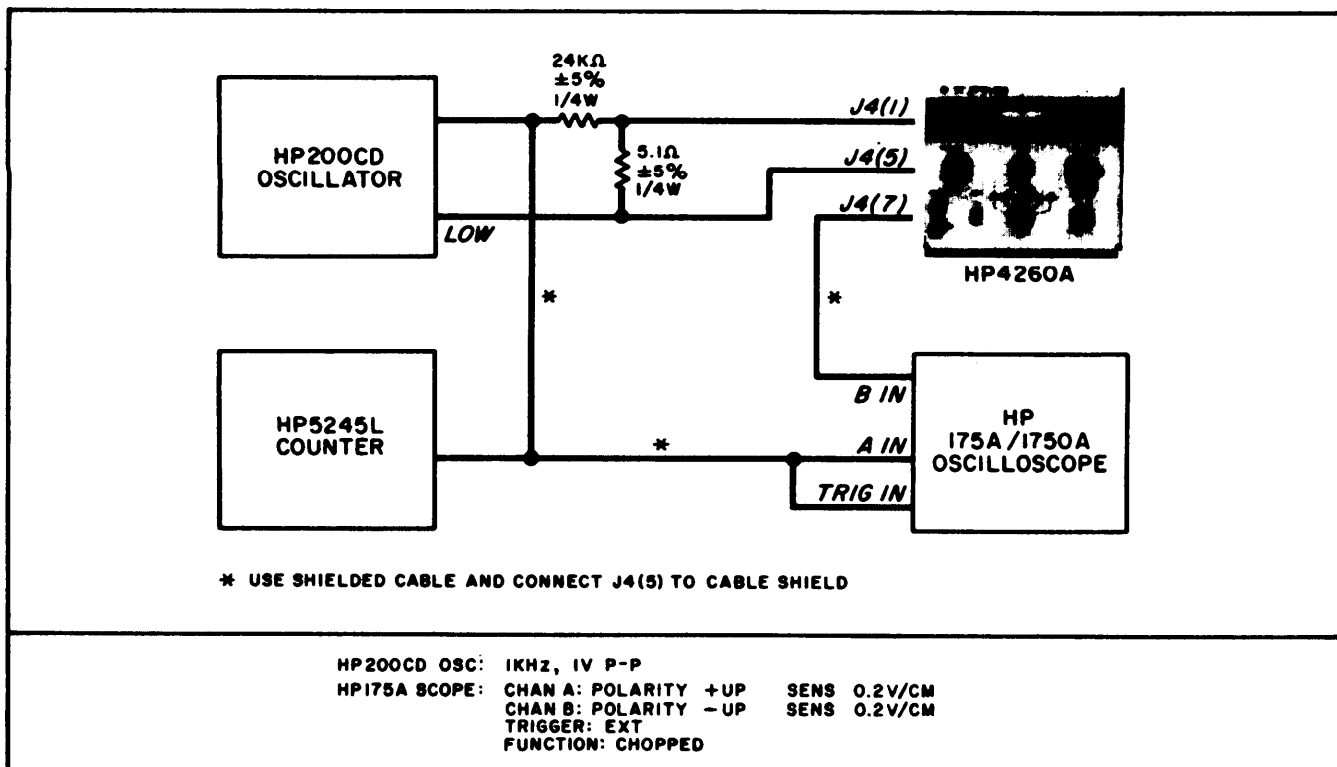 24KΩ
±5%
1/4W
J4(1)
HP200CD
OSCILLATOR
5.1Ω
±5%
1/4W
J4(5)
J4(7)
LOW
HP4260A
*
*
HP5245L
COUNTER
*
B IN
A IN
TRIG IN
HP
175A/1750A
OSCILLOSCOPE
* USE SHIELDED CABLE AND CONNECT J4(5) TO CABLE SHIELD
HP200CD OSC: 1KHz, 1V P-P
HP175A SCOPE: CHAN A: POLARITY +UP SENS 0.2V/CM
CHAN B: POLARITY -UP SENS 0.2V/CM
TRIGGER: EXT
FUNCTION: CHOPPED